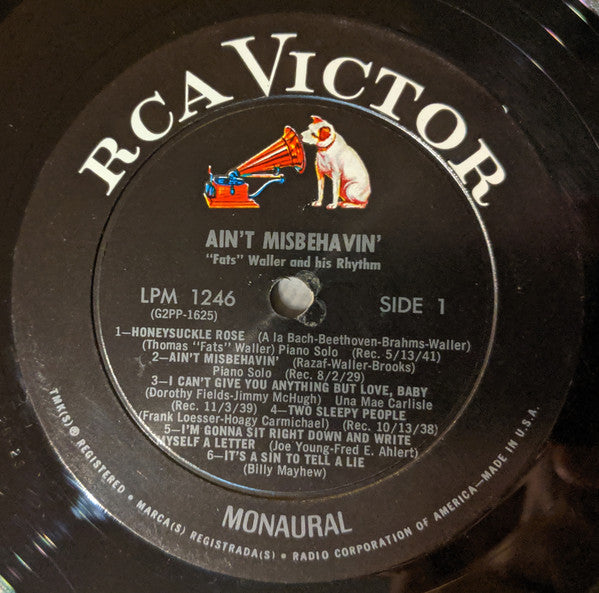 RCA VICTOR
AIN'T MISBEHAVIN'
"Fats" Waller and his Rhythm
LPM 1246
(G2PP-1625)
SIDE 1
1—HONEYSUCKLE ROSE (A la Bach-Beethoven-Brahms-Waller)
(Thomas "Fats" Waller) Piano Solo (Rec. 5/13/41)
2—AIN'T MISBEHAVIN' (Razaf-Waller-Brooks)
Piano Solo (Rec. 8/2/29)
3—I CAN'T GIVE YOU ANYTHING BUT LOVE, BABY
(Dorothy Fields-Jimmy McHugh) Una Mae Carlisle
(Rec. 11/3/39) 4—TWO SLEEPY PEOPLE
(Frank Loesser-Hoagy Carmichael) (Rec. 10/13/38)
5—I'M GONNA SIT RIGHT DOWN AND WRITE
MYSELF A LETTER (Joe Young-Fred E. Ahlert)
6—IT'S A SIN TO TELL A LIE
(Billy Mayhew)
MONAURAL
TMK(S) ® REGISTERED • MARCA(S) REGISTRADA(S) • RADIO CORPORATION OF AMERICA—MADE IN U.S.A.